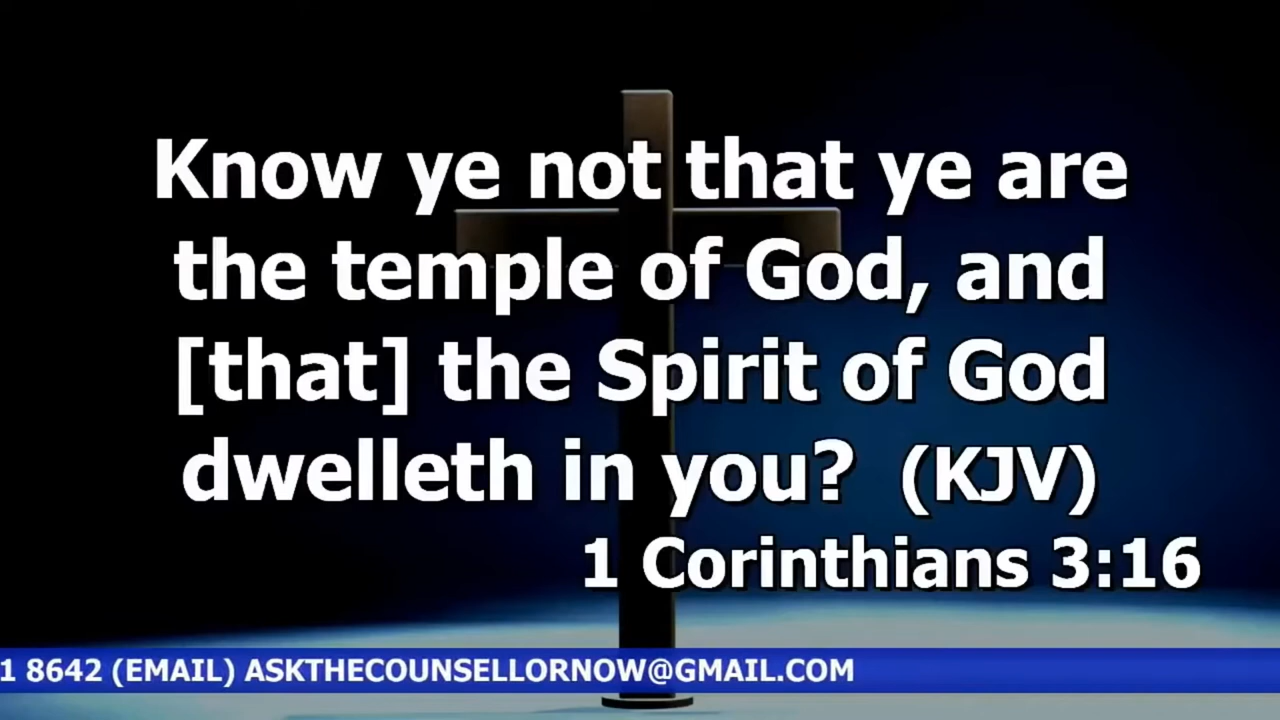 Know ye not that ye are
the temple of God, and
[that] the Spirit of God
dwelleth in you? (KJV)
1 Corinthians 3:16
1 8642 (EMAIL) ASKTHECOUNSELLORNOW@GMAIL.COM